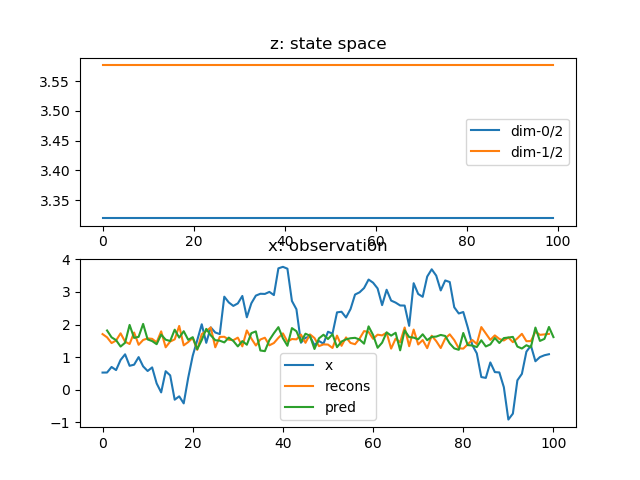 z: state space
3.55
3.50
3.45
3.40
3.35
dim-0/2
dim-1/2
0 20 40 60 80 100
x: observation
4
3
2
1
0
−1
x
recons
pred
0 20 40 60 80 100